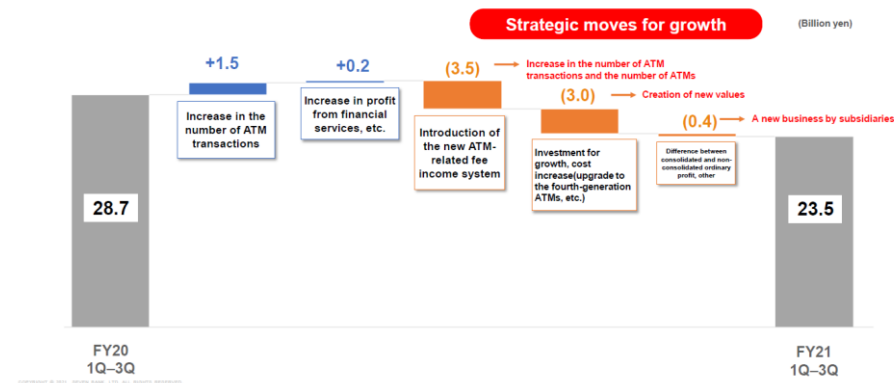 Strategic moves for growth
(Billion yen)
+1.5
+0.2
(3.5)
Increase in the number of ATM
transactions and the number of ATMs
(3.0)
Creation of new values
(0.4)
A new business by subsidiaries
Increase in the
number of ATM
transactions
Increase in profit
from financial
services, etc.
Introduction of
the new ATM-
related fee
income system
Investment for
growth, cost
increase(upgrade to
the fourth-generation
ATMs, etc.)
Difference between
consolidated and non-
consolidated ordinary
profit, other
28.7
23.5
FY20
1Q–3Q
FY21
1Q–3Q